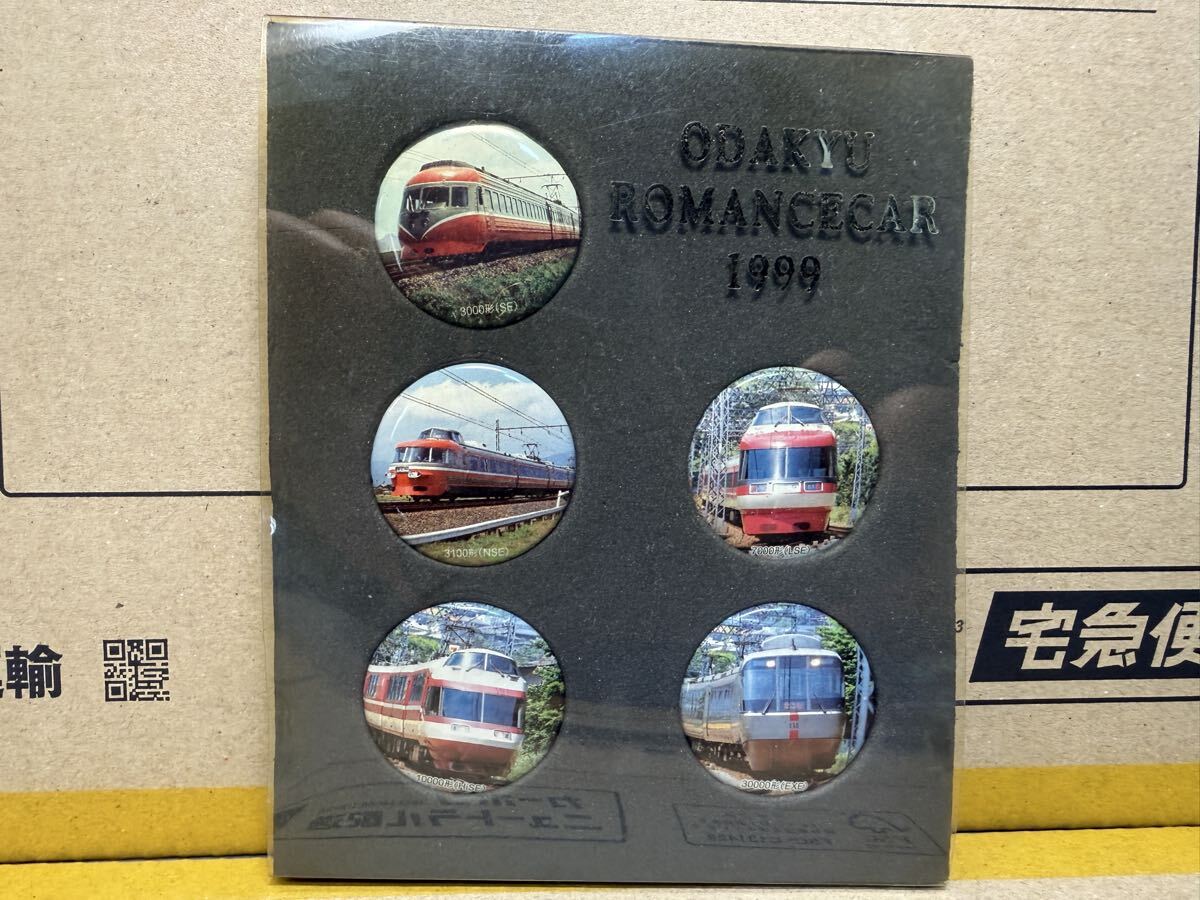 ODAKYU
ROMANCECAR
1999
3000形(SE)
3100形(NSE)
7000形(LSE)
10000形(HiSE)
30000形(EXE)
輸
宅急便
3